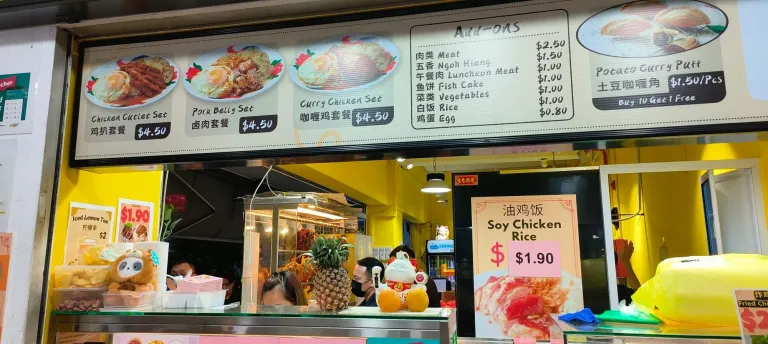 Chicken Cutlet Set
鸡扒套餐 $4.50
Pork Belly Set
卤肉套餐 $4.50
Curry Chicken Set
咖喱鸡套餐 $4.50
Add-ons
肉类 Meat $2.50
五香 Ngoh Hiang $1.50
午餐肉 Luncheon Meat $1.00
鱼饼 Fish Cake $1.00
菜类 Vegetables $1.00
白饭 Rice $1.00
鸡蛋 Egg $0.80
Potato Curry Puff
土豆咖喱角 $1.50/Pcs
Buy 10 Get 1 Free
Iced Lemon Tea
柠檬茶
$2
$1.90
油鸡饭
Soy Chicken
Rice
$ $1.90
Fried Chic
$2